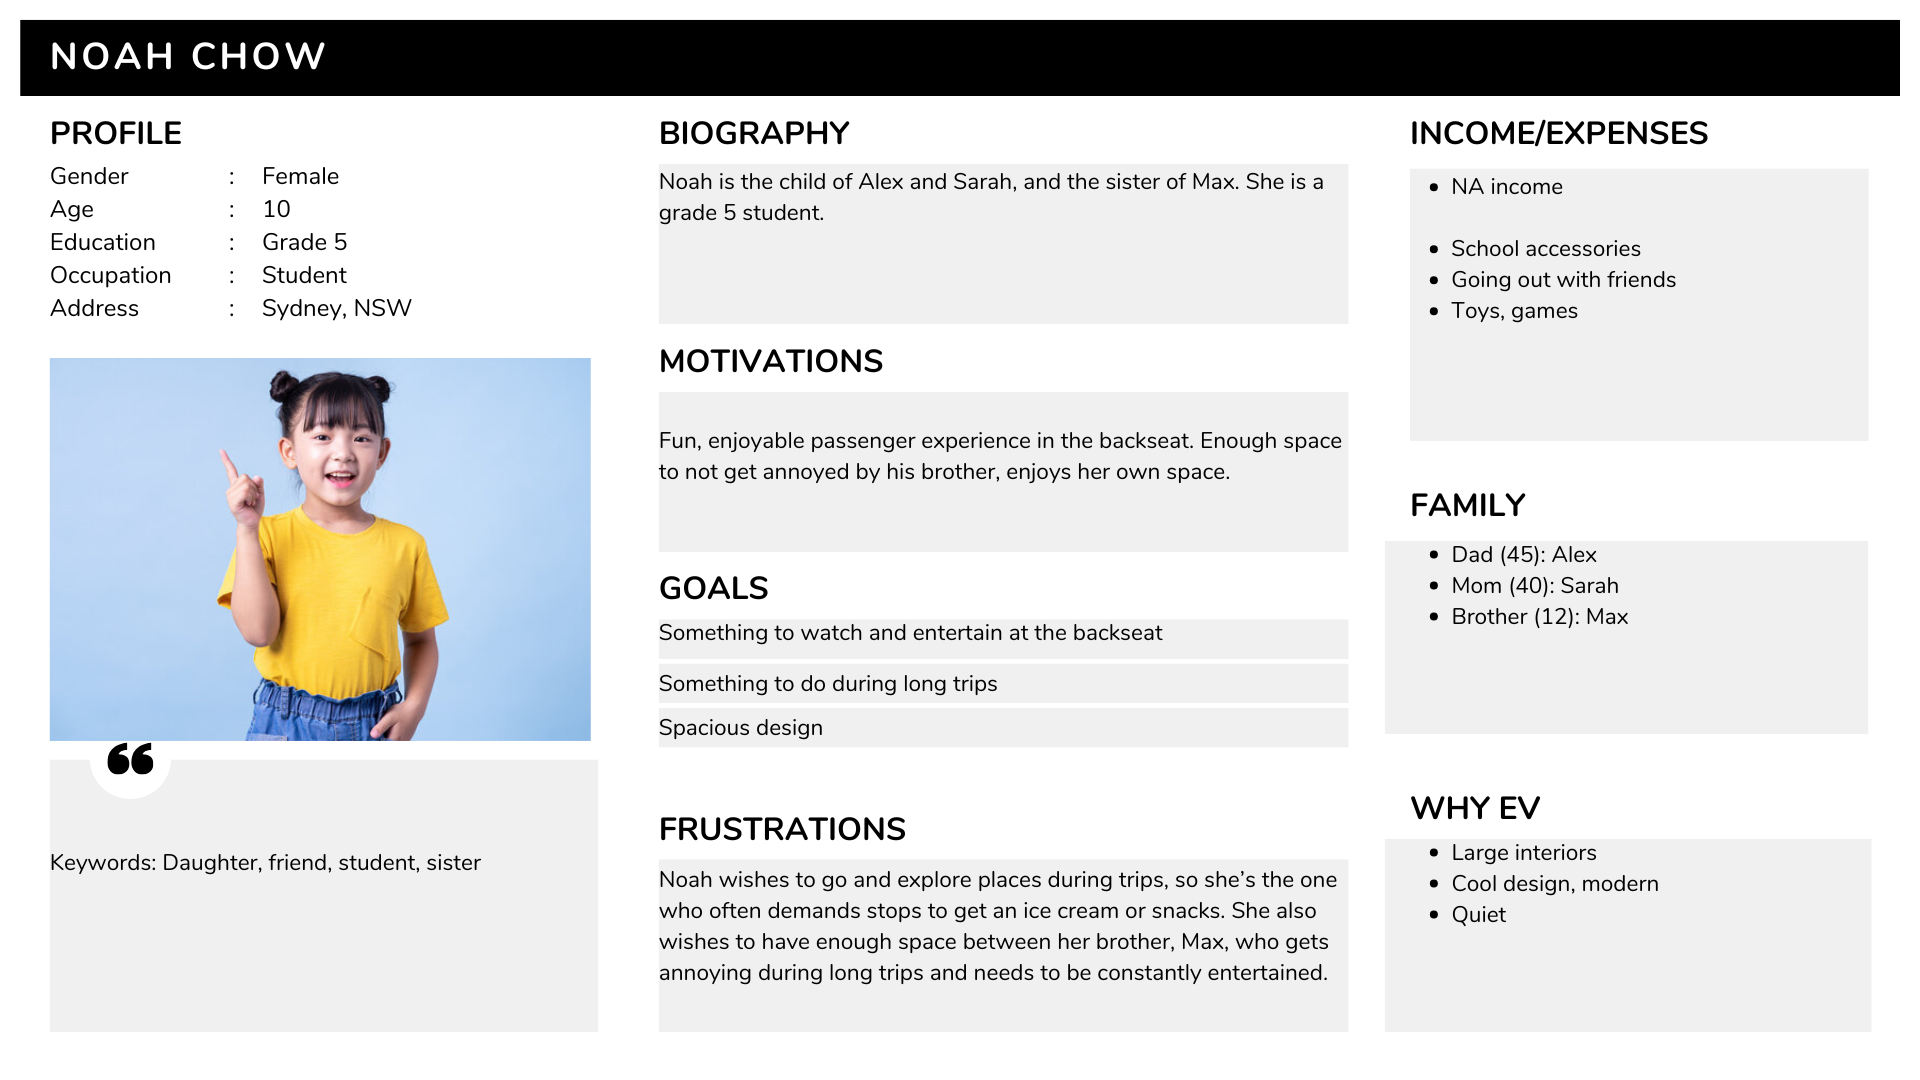 NOAH CHOW
PROFILE
Gender : Female
Age : 10
Education : Grade 5
Occupation : Student
Address : Sydney, NSW
❝
Keywords: Daughter, friend, student, sister
BIOGRAPHY
Noah is the child of Alex and Sarah, and the sister of Max. She is a
grade 5 student.
MOTIVATIONS
Fun, enjoyable passenger experience in the backseat. Enough space
to not get annoyed by his brother, enjoys her own space.
GOALS
Something to watch and entertain at the backseat
Something to do during long trips
Spacious design
FRUSTRATIONS
Noah wishes to go and explore places during trips, so she’s the one
who often demands stops to get an ice cream or snacks. She also
wishes to have enough space between her brother, Max, who gets
annoying during long trips and needs to be constantly entertained.
INCOME/EXPENSES
• NA income
• School accessories
• Going out with friends
• Toys, games
FAMILY
• Dad (45): Alex
• Mom (40): Sarah
• Brother (12): Max
WHY EV
• Large interiors
• Cool design, modern
• Quiet